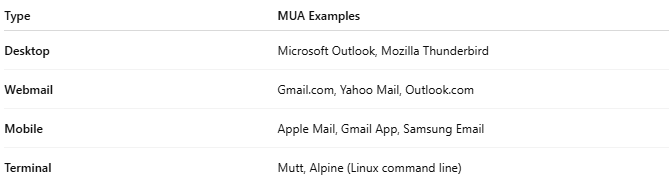 Type MUA Examples
Desktop Microsoft Outlook, Mozilla Thunderbird
Webmail Gmail.com, Yahoo Mail, Outlook.com
Mobile Apple Mail, Gmail App, Samsung Email
Terminal Mutt, Alpine (Linux command line)